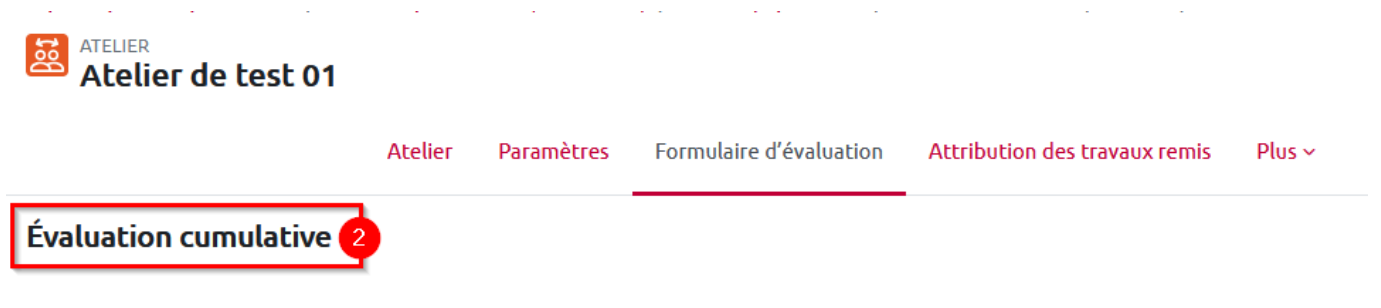 ATELIER
Atelier de test 01
Atelier Paramètres Formulaire d'évaluation Attribution des travaux remis Plus
Évaluation cumulative 2